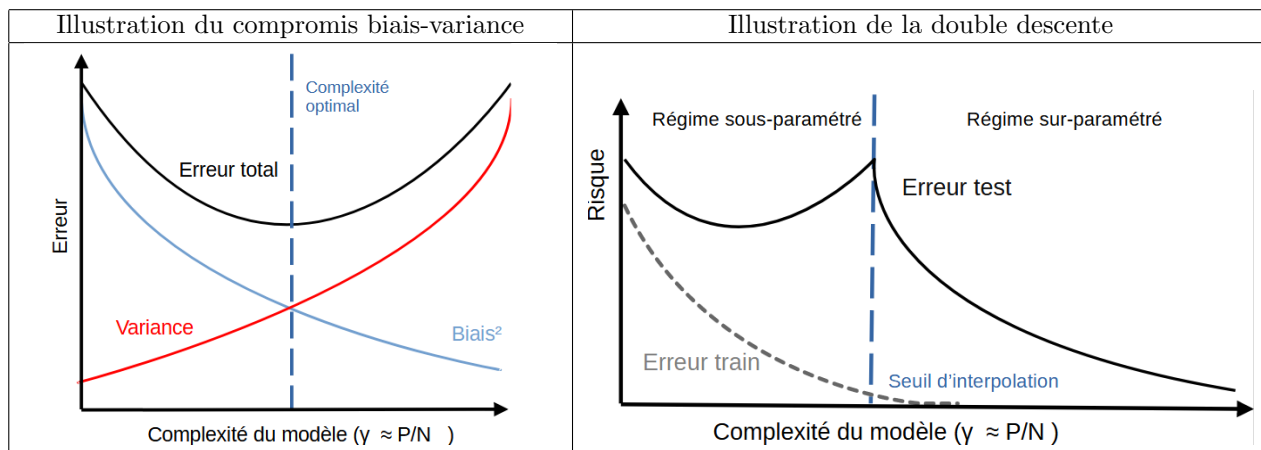 Illustration du compromis biais-variance
Illustration de la double descente
Complexité
optimal
Erreur total
Erreur
Variance
Biais²
Complexité du modèle (γ ≈ P/N )
Régime sous-paramétré
Régime sur-paramétré
Risque
Erreur test
Erreur train
Seuil d'interpolation
Complexité du modèle (γ ≈ P/N )